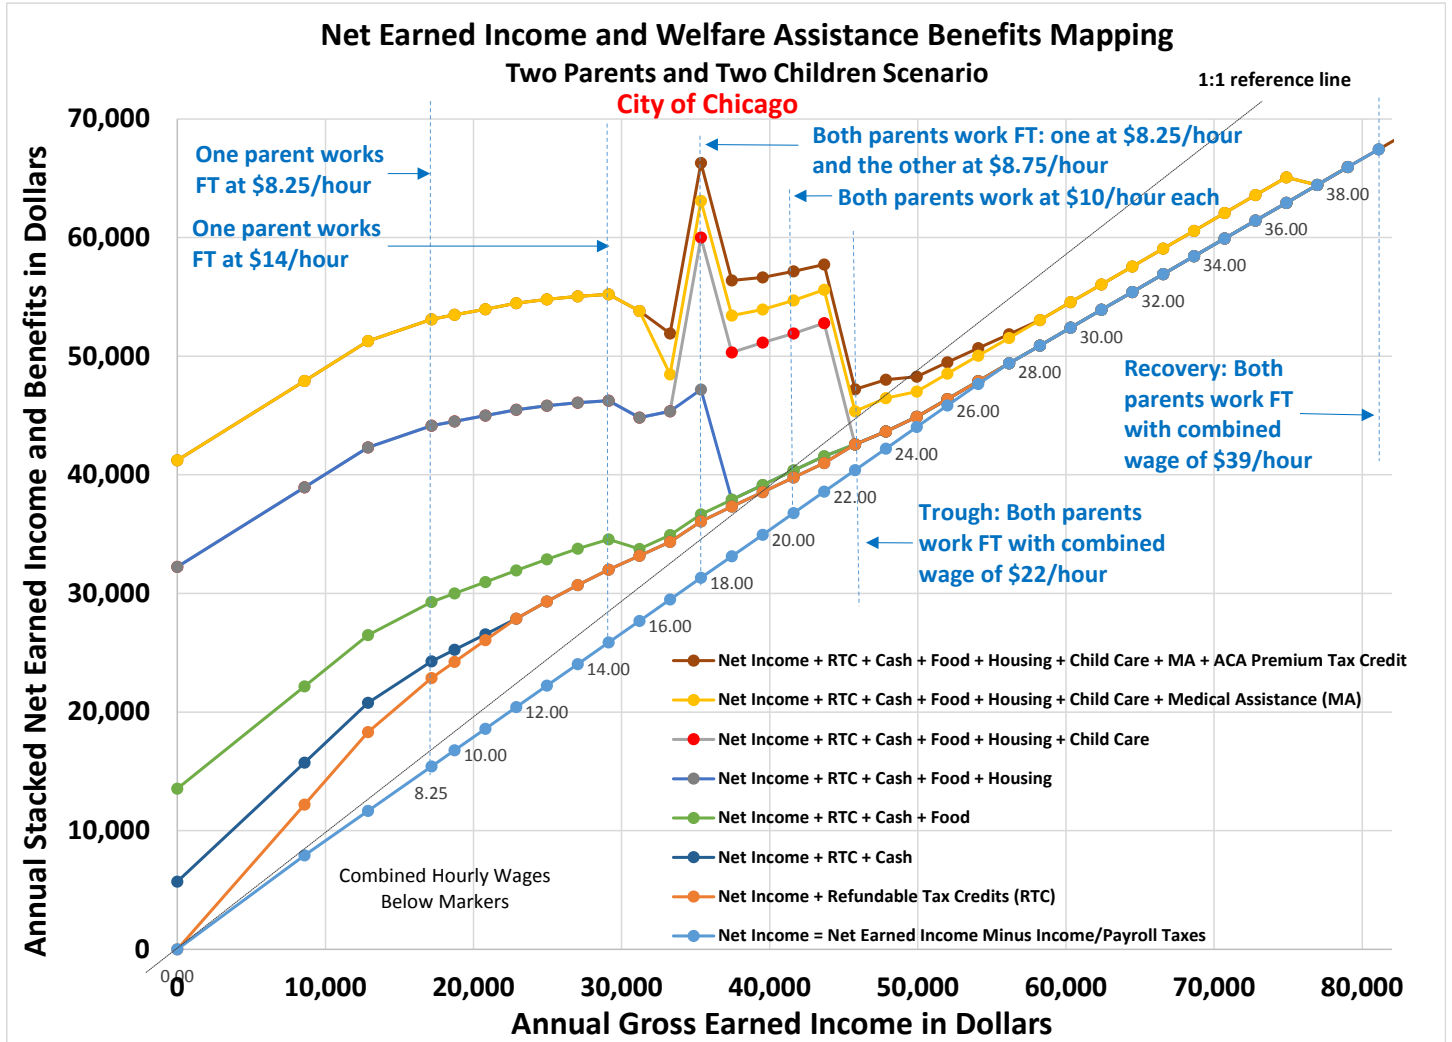 Net Earned Income and Welfare Assistance Benefits Mapping
Two Parents and Two Children Scenario
City of Chicago
1:1 reference line
Annual Stacked Net Earned Income and Benefits in Dollars
70,000
60,000
50,000
40,000
30,000
20,000
10,000
0
One parent works
FT at $8.25/hour
One parent works
FT at $14/hour
Both parents work FT: one at $8.25/hour
and the other at $8.75/hour
Both parents work at $10/hour each
Recovery: Both
parents work FT
with combined
wage of $39/hour
Trough: Both parents
work FT with combined
wage of $22/hour
0.00
8.25
10.00
12.00
14.00
16.00
18.00
20.00
22.00
24.00
26.00
28.00
30.00
32.00
34.00
36.00
38.00
Combined Hourly Wages
Below Markers
Net Income + RTC + Cash + Food + Housing + Child Care + MA + ACA Premium Tax Credit
Net Income + RTC + Cash + Food + Housing + Child Care + Medical Assistance (MA)
Net Income + RTC + Cash + Food + Housing + Child Care
Net Income + RTC + Cash + Food + Housing
Net Income + RTC + Cash + Food
Net Income + RTC + Cash
Net Income + Refundable Tax Credits (RTC)
Net Income = Net Earned Income Minus Income/Payroll Taxes
0
10,000
20,000
30,000
40,000
50,000
60,000
70,000
80,000
Annual Gross Earned Income in Dollars